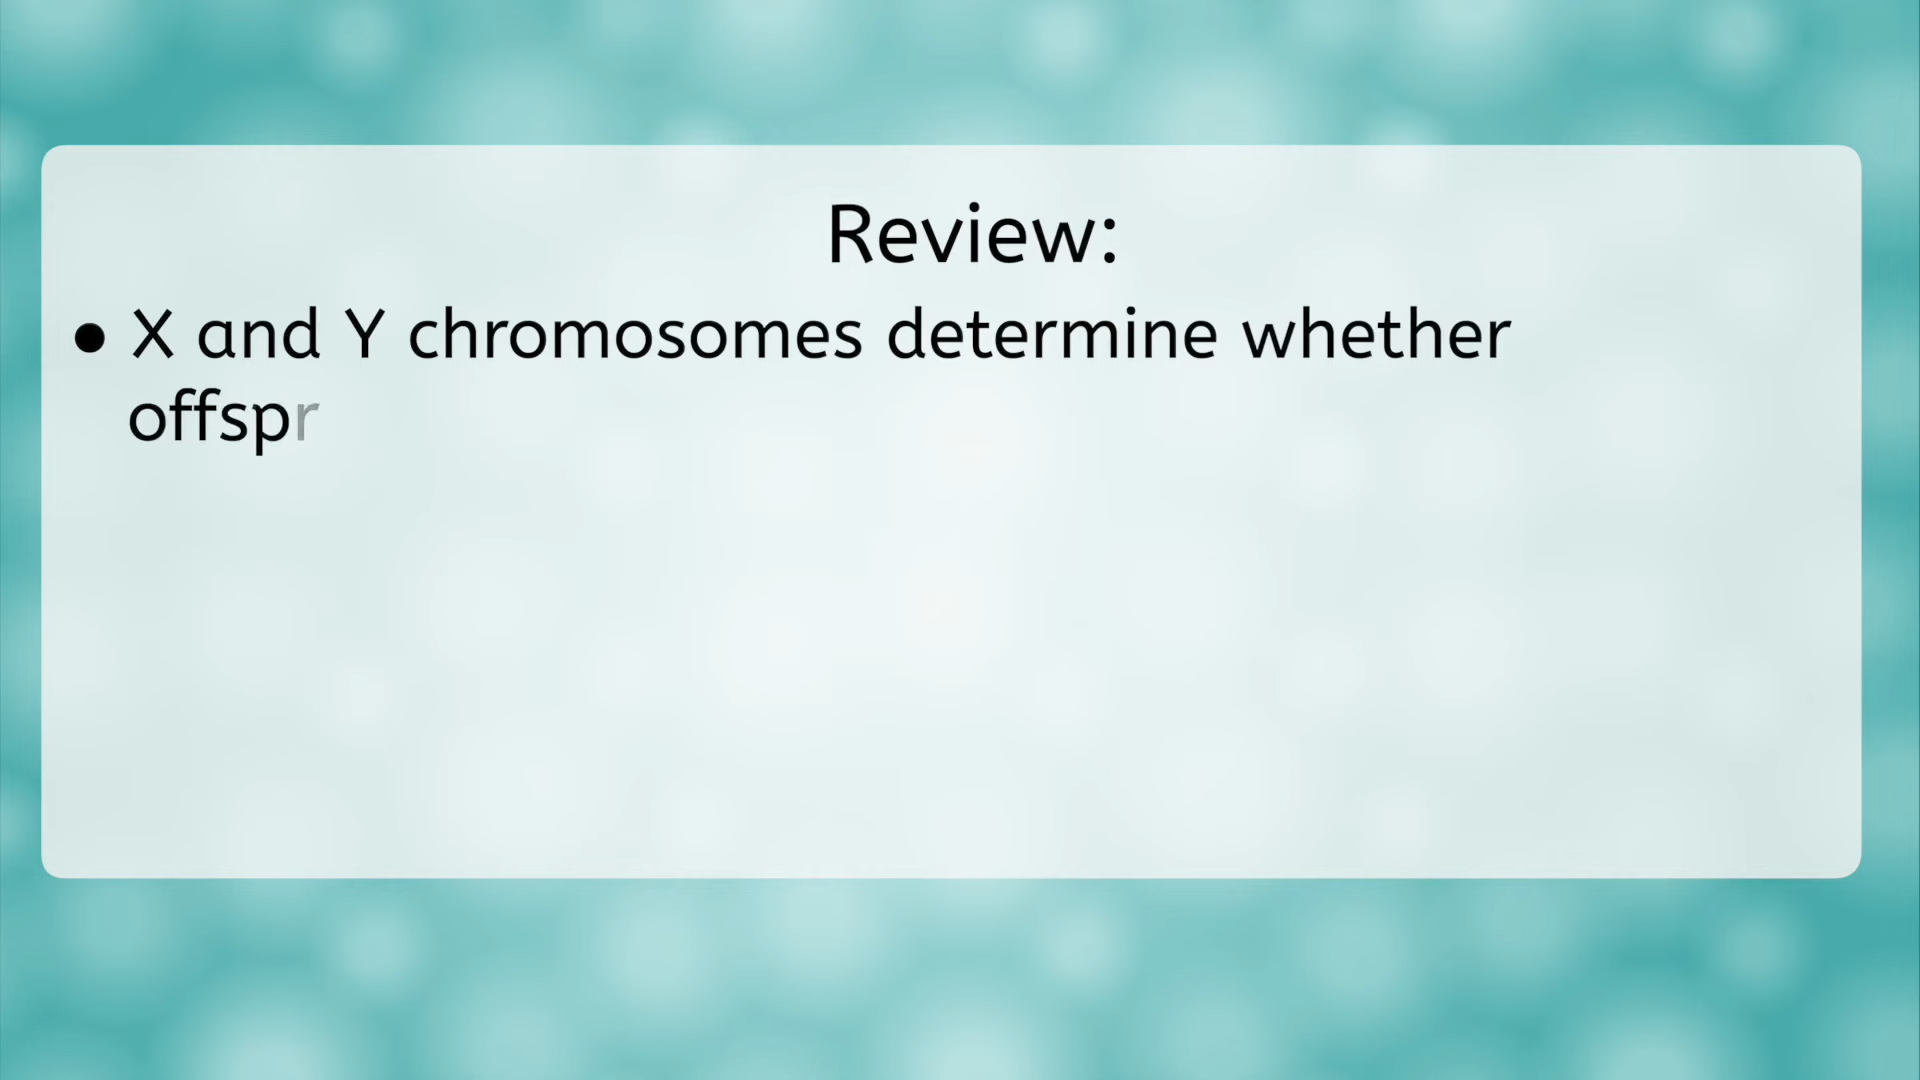 Review:
● X and Y chromosomes determine whether
offspr